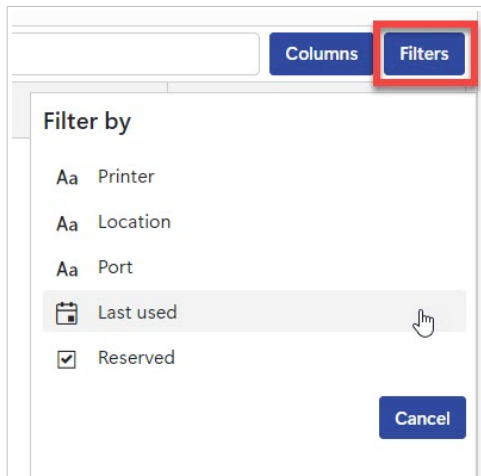 Columns Filters
Filter by
Aa Printer
Aa Location
Aa Port
Last used
Reserved
Cancel